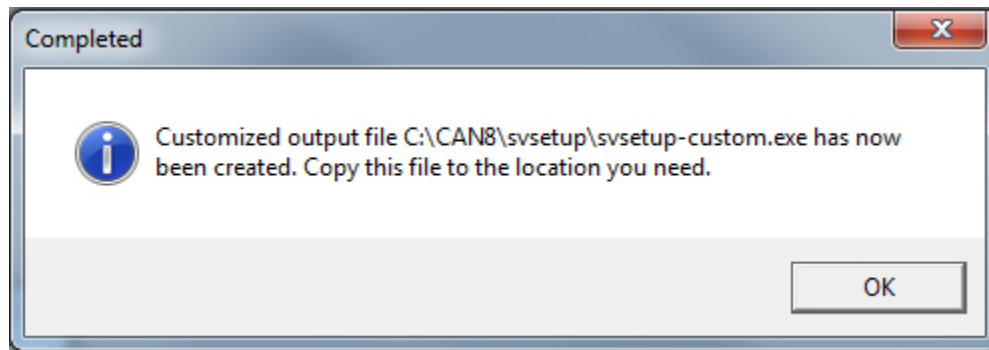 Completed
Customized output file C:\CAN8\svsetup\svsetup-custom.exe has now
been created. Copy this file to the location you need.
OK